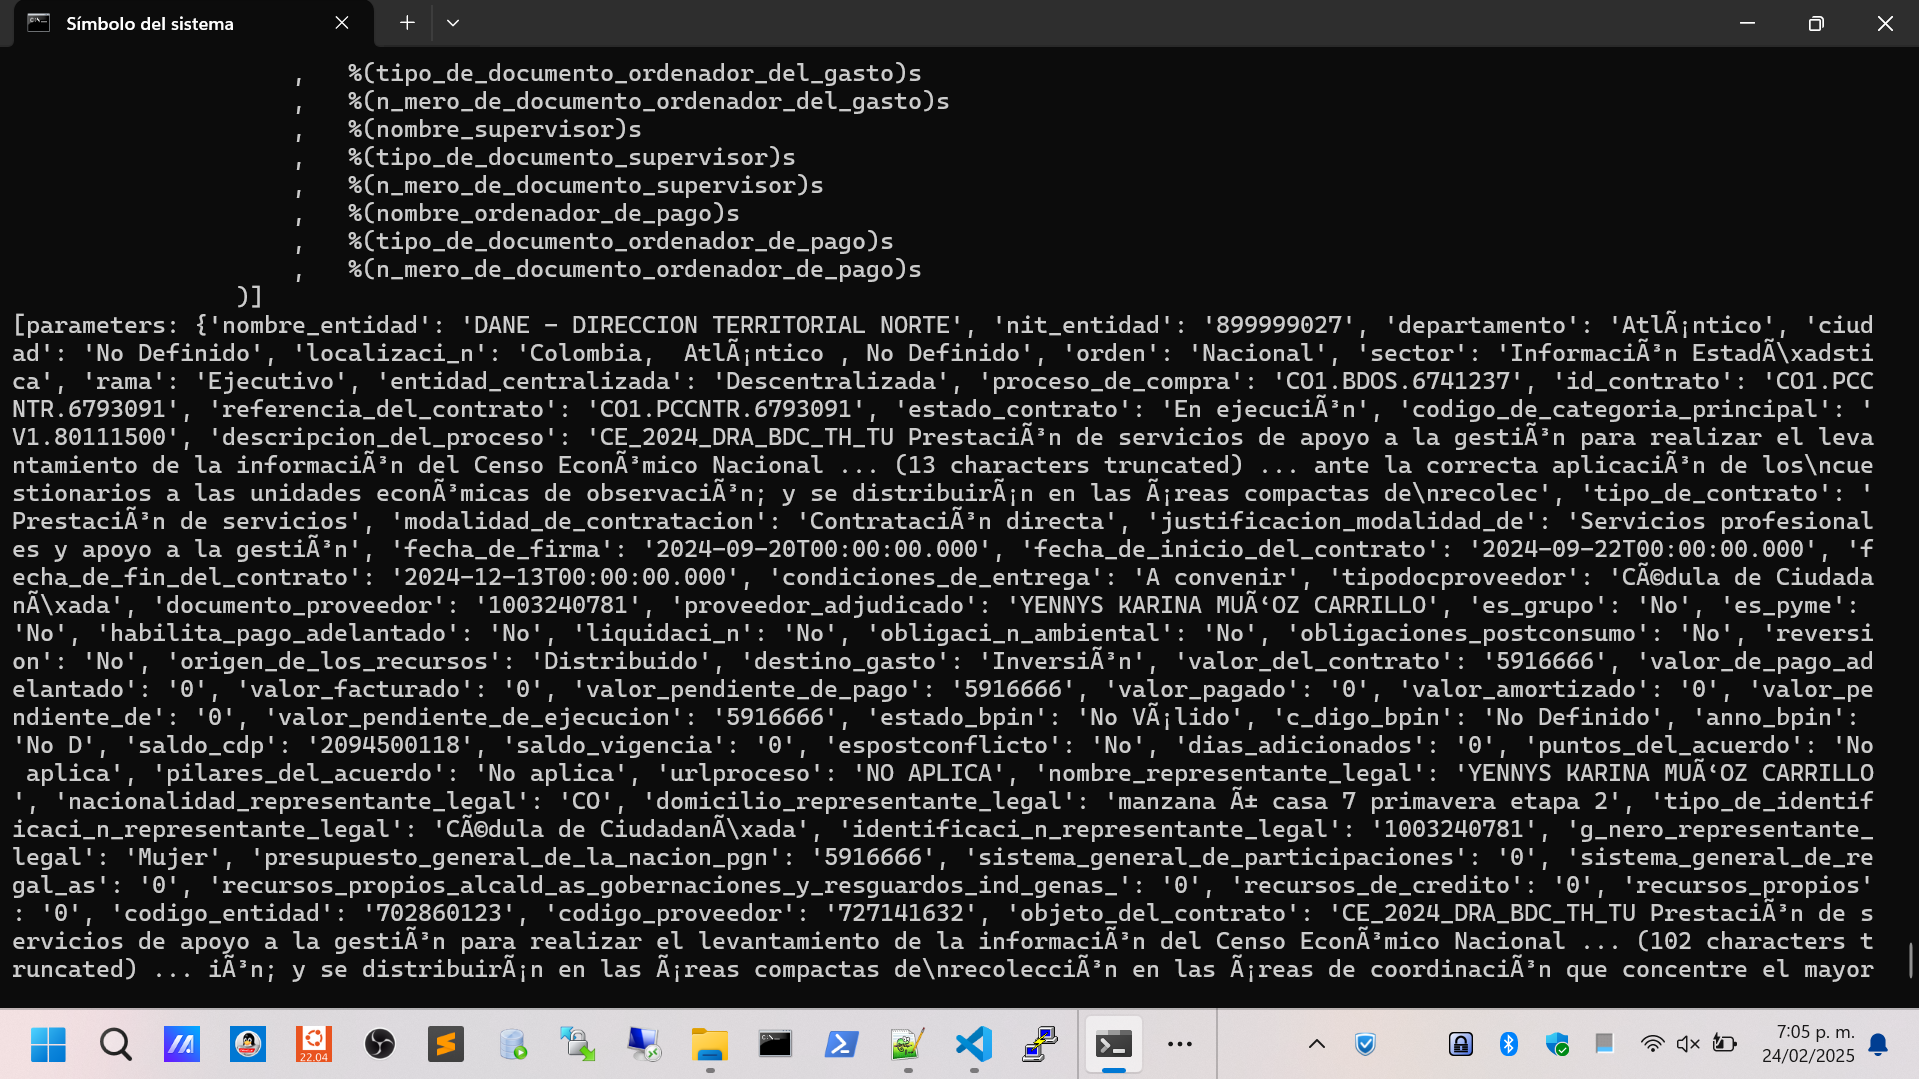 Símbolo del sistema
,   %(tipo_de_documento_ordenador_del_gasto)s
,   %(n_mero_de_documento_ordenador_del_gasto)s
,   %(nombre_supervisor)s
,   %(tipo_de_documento_supervisor)s
,   %(n_mero_de_documento_supervisor)s
,   %(nombre_ordenador_de_pago)s
,   %(tipo_de_documento_ordenador_de_pago)s
,   %(n_mero_de_documento_ordenador_de_pago)s
)]
[parameters: {'nombre_entidad': 'DANE - DIRECCION TERRITORIAL NORTE', 'nit_entidad': '899999027', 'departamento': 'AtlÃ¡ntico', 'ciud
ad': 'No Definido', 'localizaci_n': 'Colombia,  AtlÃ¡ntico , No Definido', 'orden': 'Nacional', 'sector': 'InformaciÃ³n EstadÃ\xadsti
ca', 'rama': 'Ejecutivo', 'entidad_centralizada': 'Descentralizada', 'proceso_de_compra': 'CO1.BDOS.6741237', 'id_contrato': 'CO1.PCC
NTR.6793091', 'referencia_del_contrato': 'CO1.PCCNTR.6793091', 'estado_contrato': 'En ejecuciÃ³n', 'codigo_de_categoria_principal': '
V1.80111500', 'descripcion_del_proceso': 'CE_2024_DRA_BDC_TH_TU PrestaciÃ³n de servicios de apoyo a la gestiÃ³n para realizar el leva
ntamiento de la informaciÃ³n del Censo EconÃ³mico Nacional ... (13 characters truncated) ... ante la correcta aplicaciÃ³n de los\ncue
stionarios a las unidades econÃ³micas de observaciÃ³n; y se distribuirÃ¡n en las Ã¡reas compactas de\nrecolec', 'tipo_de_contrato': '
PrestaciÃ³n de servicios', 'modalidad_de_contratacion': 'ContrataciÃ³n directa', 'justificacion_modalidad_de': 'Servicios profesional
es y apoyo a la gestiÃ³n', 'fecha_de_firma': '2024-09-20T00:00:00.000', 'fecha_de_inicio_del_contrato': '2024-09-22T00:00:00.000', 'f
echa_de_fin_del_contrato': '2024-12-13T00:00:00.000', 'condiciones_de_entrega': 'A convenir', 'tipodocproveedor': 'CÃ©dula de Ciudada
nÃ\xada', 'documento_proveedor': '1003240781', 'proveedor_adjudicado': 'YENNYS KARINA MUÃ‘OZ CARRILLO', 'es_grupo': 'No', 'es_pyme':
'No', 'habilita_pago_adelantado': 'No', 'liquidaci_n': 'No', 'obligaci_n_ambiental': 'No', 'obligaciones_postconsumo': 'No', 'reversi
on': 'No', 'origen_de_los_recursos': 'Distribuido', 'destino_gasto': 'InversiÃ³n', 'valor_del_contrato': '5916666', 'valor_de_pago_ad
elantado': '0', 'valor_facturado': '0', 'valor_pendiente_de_pago': '5916666', 'valor_pagado': '0', 'valor_amortizado': '0', 'valor_pe
ndiente_de': '0', 'valor_pendiente_de_ejecucion': '5916666', 'estado_bpin': 'No VÃ¡lido', 'c_digo_bpin': 'No Definido', 'anno_bpin':
'No D', 'saldo_cdp': '2094500118', 'saldo_vigencia': '0', 'espostconflicto': 'No', 'dias_adicionados': '0', 'puntos_del_acuerdo': 'No
 aplica', 'pilares_del_acuerdo': 'No aplica', 'urlproceso': 'NO APLICA', 'nombre_representante_legal': 'YENNYS KARINA MUÃ‘OZ CARRILLO
', 'nacionalidad_representante_legal': 'CO', 'domicilio_representante_legal': 'manzana Ã± casa 7 primavera etapa 2', 'tipo_de_identif
icaci_n_representante_legal': 'CÃ©dula de CiudadanÃ\xada', 'identificaci_n_representante_legal': '1003240781', 'g_nero_representante_
legal': 'Mujer', 'presupuesto_general_de_la_nacion_pgn': '5916666', 'sistema_general_de_participaciones': '0', 'sistema_general_de_re
gal_as': '0', 'recursos_propios_alcald_as_gobernaciones_y_resguardos_ind_genas_': '0', 'recursos_de_credito': '0', 'recursos_propios'
: '0', 'codigo_entidad': '702860123', 'codigo_proveedor': '727141632', 'objeto_del_contrato': 'CE_2024_DRA_BDC_TH_TU PrestaciÃ³n de s
ervicios de apoyo a la gestiÃ³n para realizar el levantamiento de la informaciÃ³n del Censo EconÃ³mico Nacional ... (102 characters t
runcated) ... iÃ³n; y se distribuirÃ¡n en las Ã¡reas compactas de\nrecolecciÃ³n en las Ã¡reas de coordinaciÃ³n que concentre el mayor
22.04
7:05 p. m.
24/02/2025